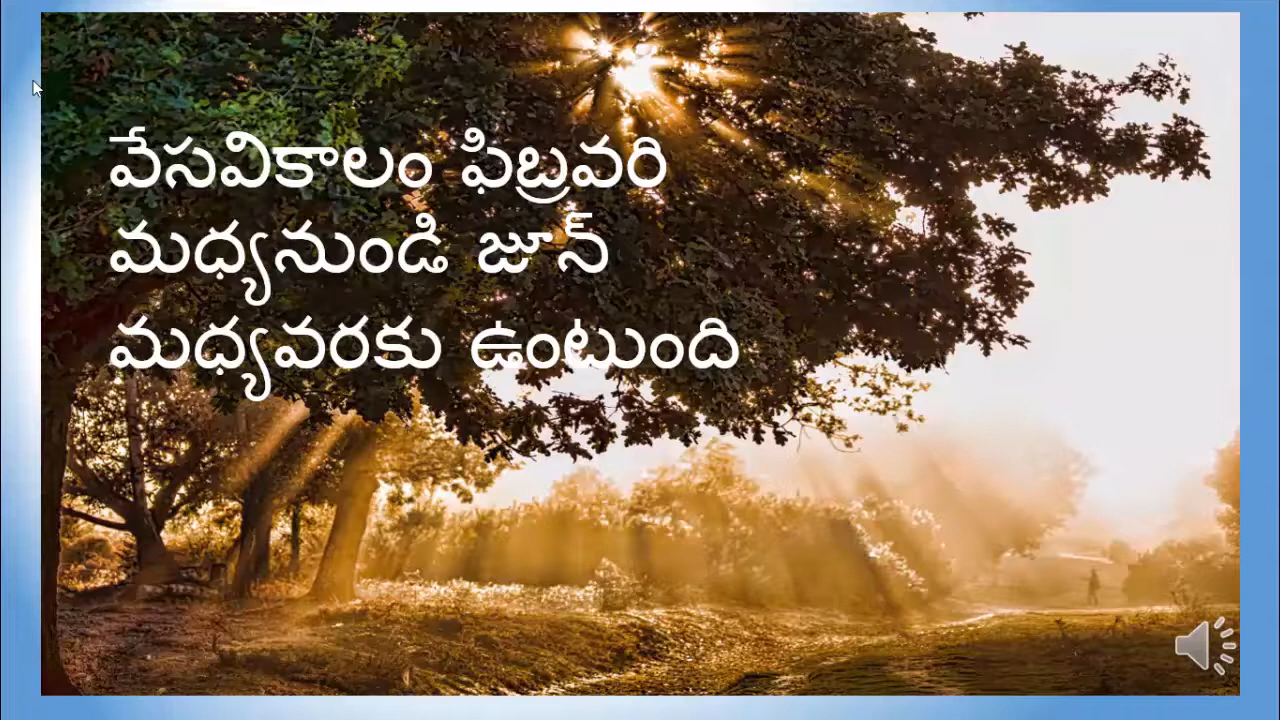 వేసవికాలం ఫిబ్రవరి
మధ్యనుండి జూన్
మధ్యవరకు ఉంటుంది